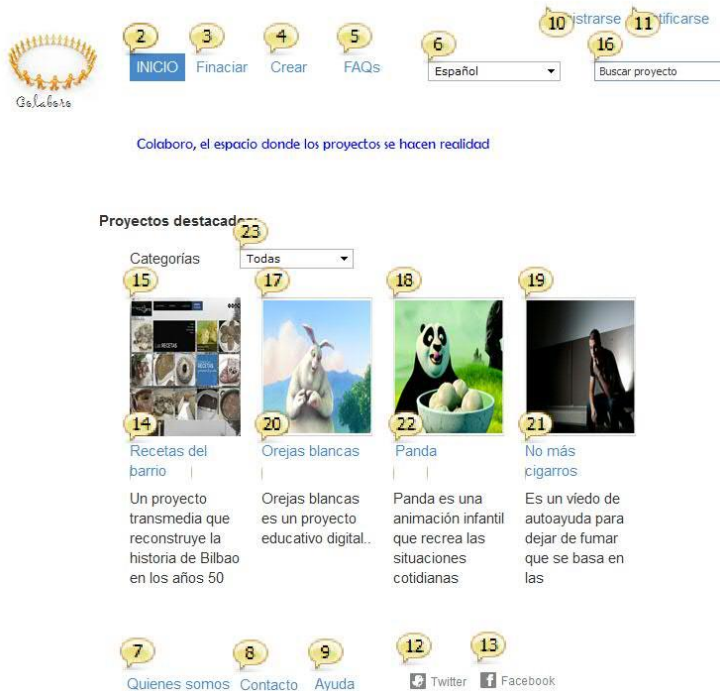 10 istrarse 11 tificarse
2 3 4 5 6 16
INICIO Finaciar Crear FAQs Español Buscar proyecto
Colaboro
Colaboro, el espacio donde los proyectos se hacen realidad
Proyectos destacados:
23
Categorías Todas
15 17 18 19
14 20 22 21
Recetas del barrio
Orejas blancas
Panda
No más cigarros
Un proyecto
transmedia que
reconstruye la
historia de Bilbao
en los años 50
Orejas blancas
es un proyecto
educativo digital..
Panda es una
animación infantil
que recrea las
situaciones
cotidianas
Es un viedo de
autoayuda para
dejar de fumar
que se basa en
las
7 8 9 12 13
Quienes somos Contacto Ayuda Twitter Facebook